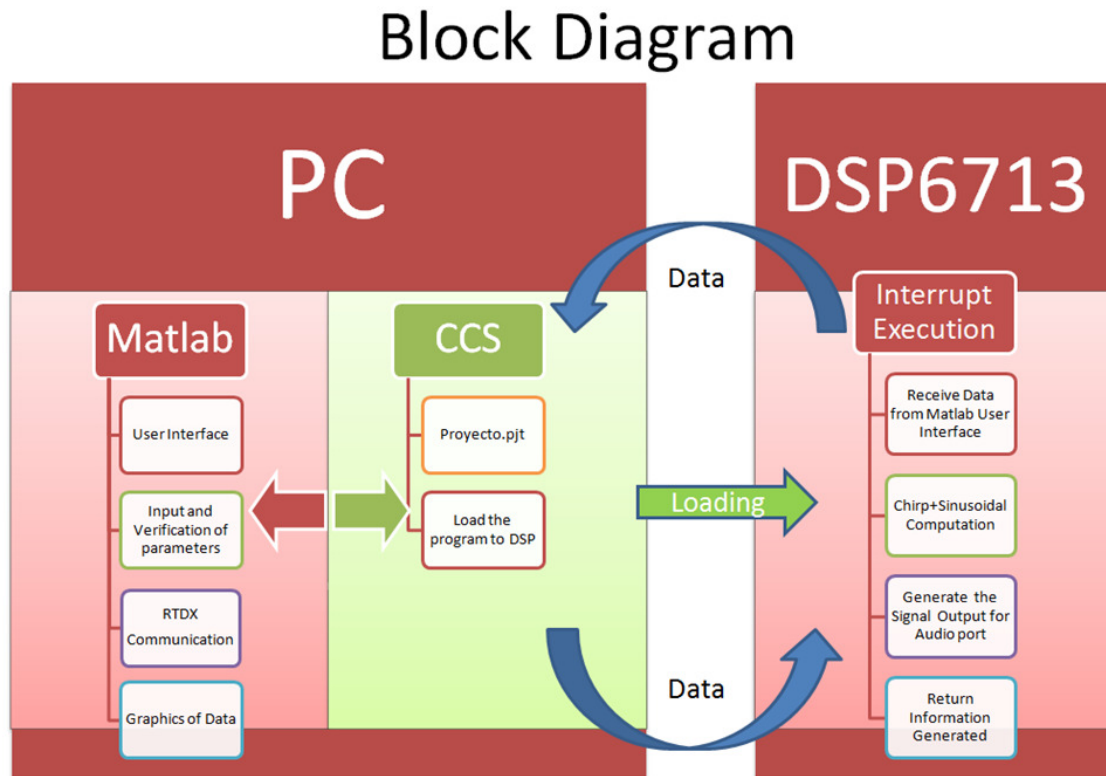 Block Diagram
PC
Matlab
User Interface
Input and
Verification of
parameters
RTDX
Communication
Graphics of Data
CCS
Proyecto.pjt
Load the
program to DSP
Data
Loading
Data
DSP6713
Interrupt
Execution
Receive Data
from Matlab User
Interface
Chirp+Sinusoidal
Computation
Generate the
Signal Output for
Audio port
Return
Information
Generated